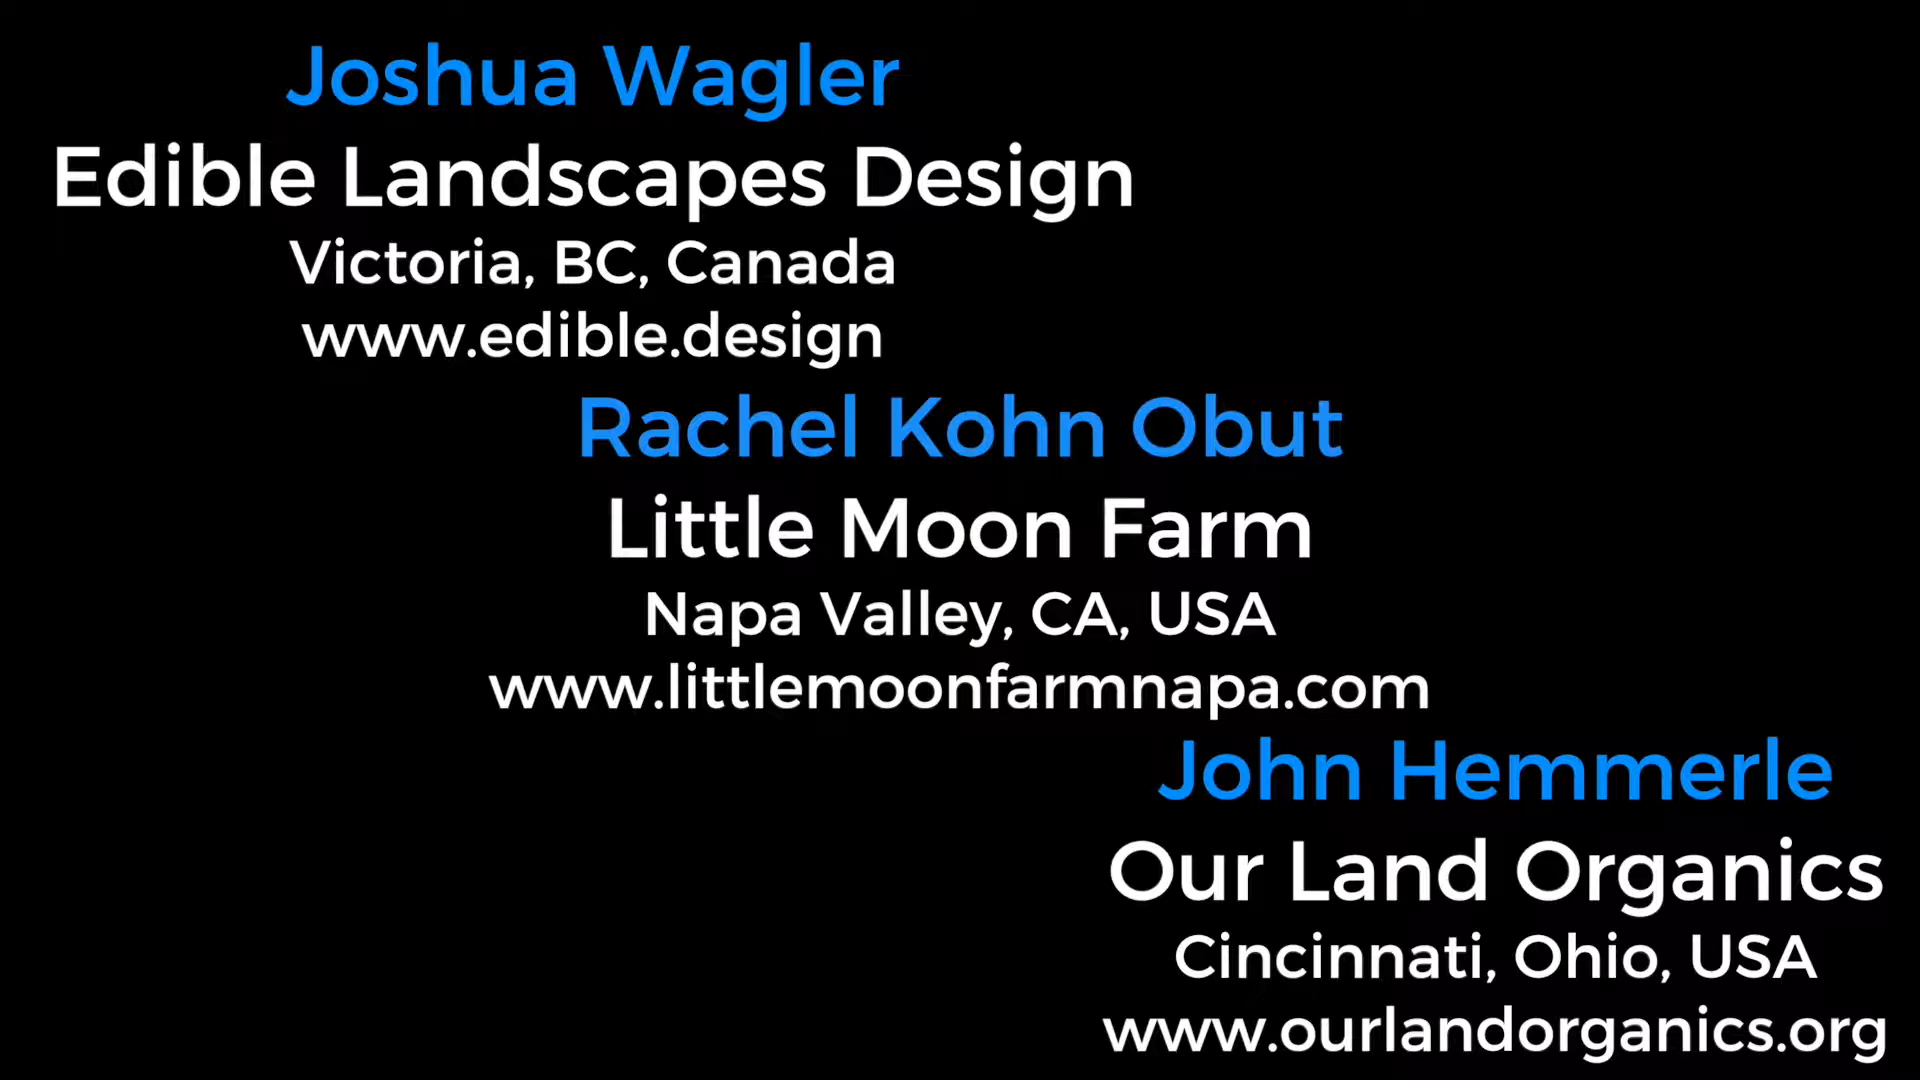 Joshua Wagler
Edible Landscapes Design
Victoria, BC, Canada
www.edible.design
Rachel Kohn Obut
Little Moon Farm
Napa Valley, CA, USA
www.littlemoonfarmnapa.com
John Hemmerle
Our Land Organics
Cincinnati, Ohio, USA
www.ourlandorganics.org